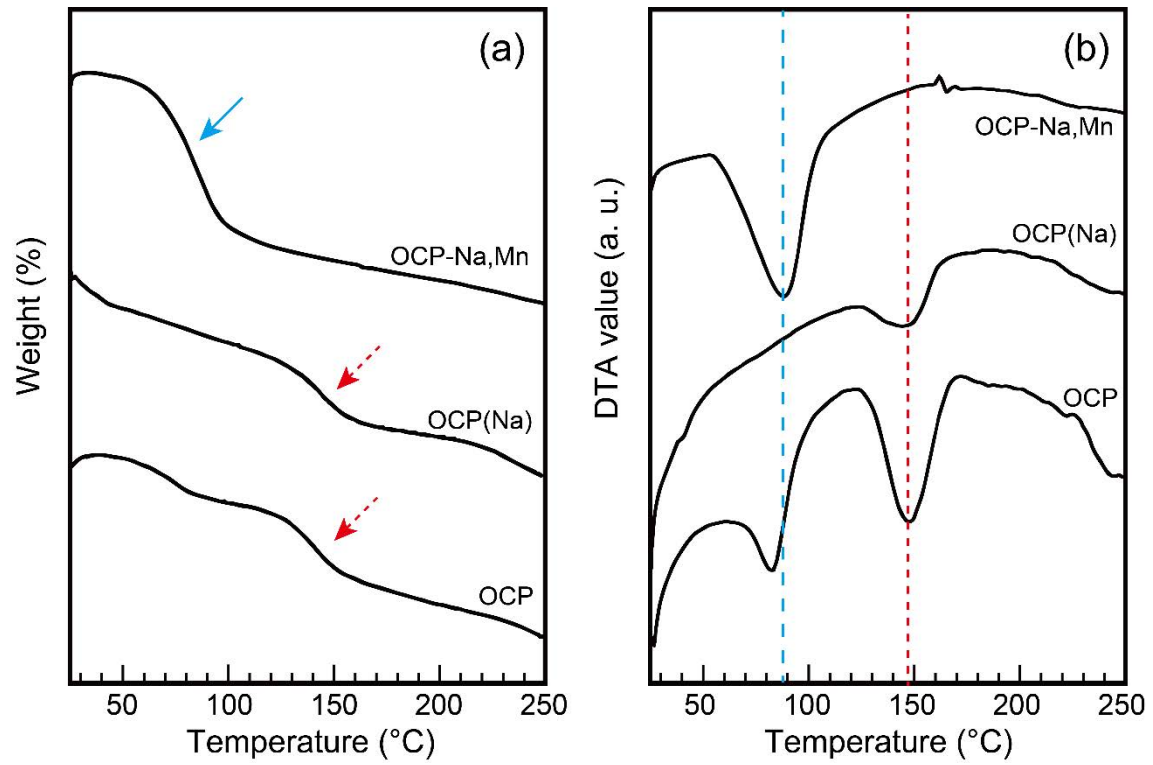 (a)
OCP-Na,Mn
OCP(Na)
OCP
Weight (%)
50 100 150 200 250
Temperature (°C)
(b)
OCP-Na,Mn
OCP(Na)
OCP
DTA value (a. u.)
50 100 150 200 250
Temperature (°C)